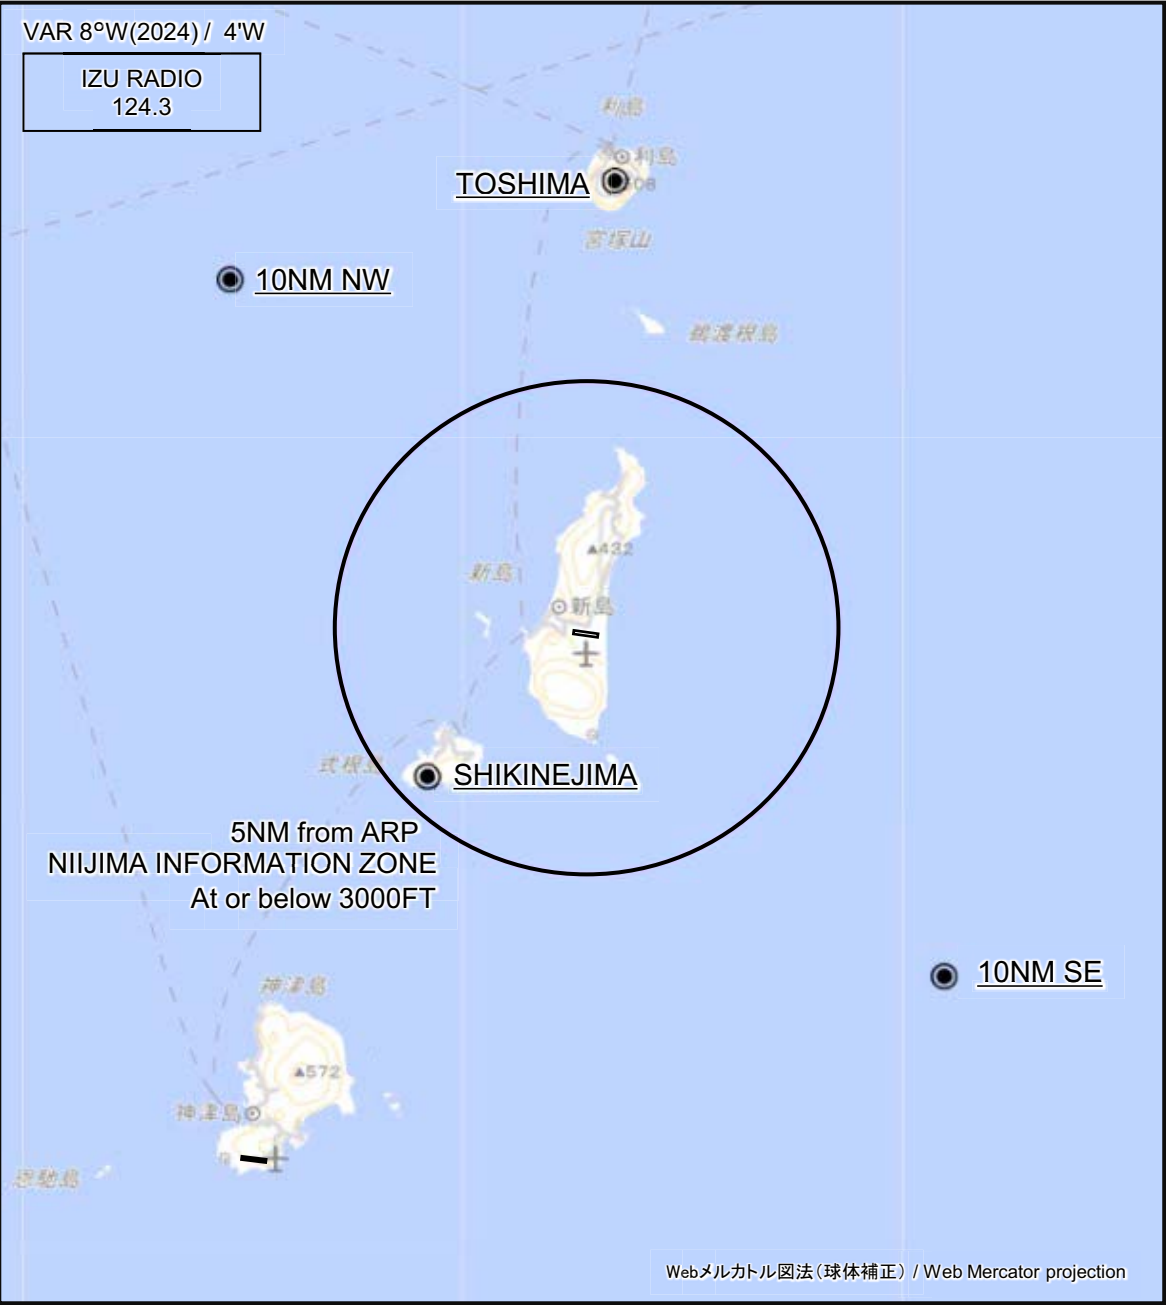 VAR 8°W(2024) / 4'W
IZU RADIO
124.3
利島
利島
TOSHIMA
宮塚山
10NM NW
鵜渡根島
432
新島
新島
式根島
SHIKINEJIMA
5NM from ARP
NIIJIMA INFORMATION ZONE
At or below 3000FT
10NM SE
神津島
572
神津島
恩馳島
Webメルカトル図法(球体補正) / Web Mercator projection